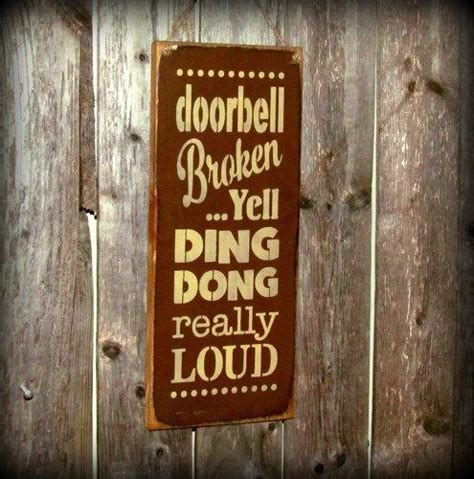 doorbell
Broken
...Yell
DING
DONG
really
LOUD